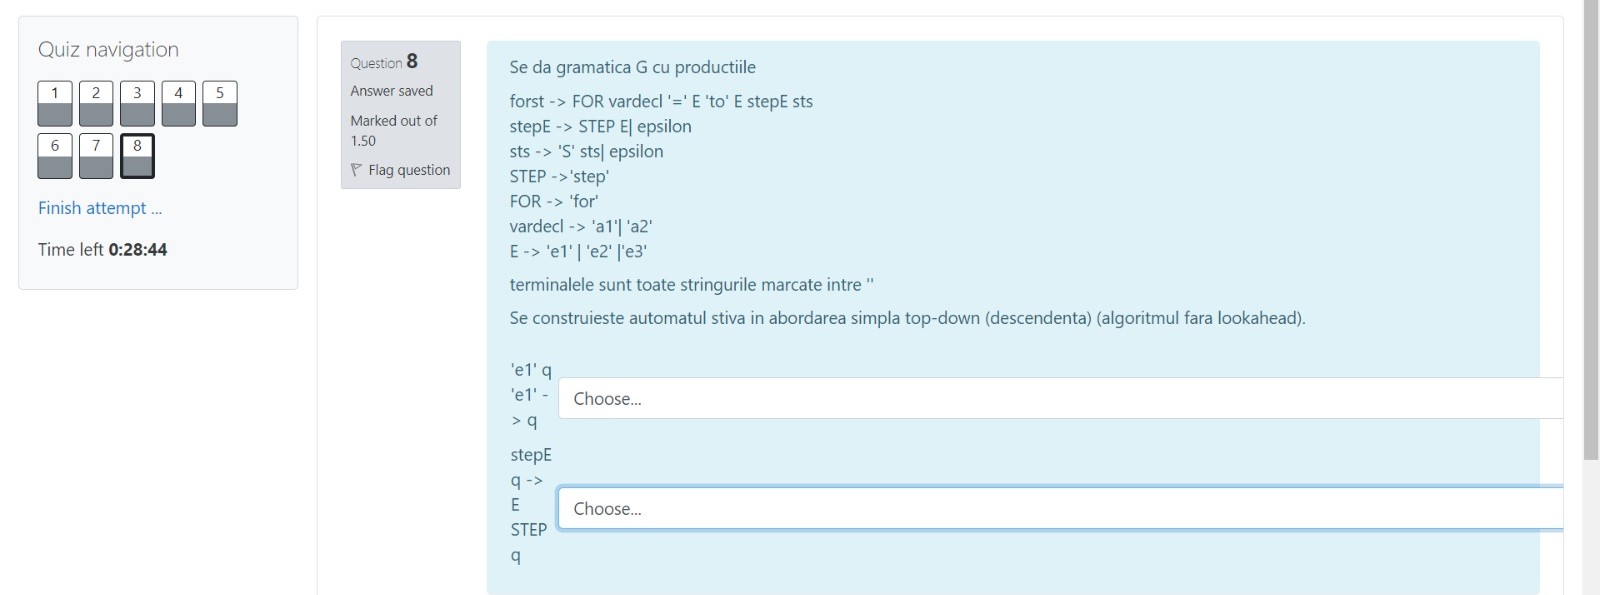 Quiz navigation
1 2 3 4 5
6 7 8
Finish attempt ...
Time left 0:28:44
Question 8
Answer saved
Marked out of
1.50
Flag question
Se da gramatica G cu productiile
forst -> FOR vardecl '=' E 'to' E stepE sts
stepE -> STEP E| epsilon
sts -> 'S' sts| epsilon
STEP ->'step'
FOR -> 'for'
vardecl -> 'a1'| 'a2'
E -> 'e1' | 'e2' |'e3'
terminalele sunt toate stringurile marcate intre ''
Se construieste automatul stiva in abordarea simpla top-down (descendenta) (algoritmul fara lookahead).
'e1' q
'e1' -
> q
Choose...
stepE
q ->
E
STEP
q
Choose...